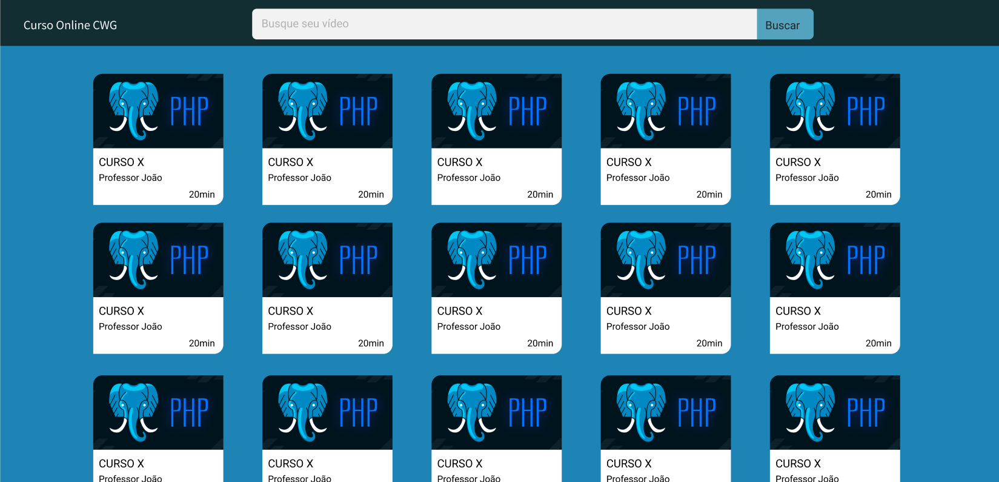 Curso Online CWG
Busque seu vídeo
Buscar
PHP
PHP
PHP
PHP
PHP
CURSO X
CURSO X
CURSO X
CURSO X
CURSO X
Professor João
Professor João
Professor João
Professor João
Professor João
20min
20min
20min
20min
20min
PHP
PHP
PHP
PHP
PHP
CURSO X
CURSO X
CURSO X
CURSO X
CURSO X
Professor João
Professor João
Professor João
Professor João
Professor João
20min
20min
20min
20min
20min
PHP
PHP
PHP
PHP
PHP
CURSO X
CURSO X
CURSO X
CURSO X
CURSO X
Professor João
Professor João
Professor João
Professor João
Professor João